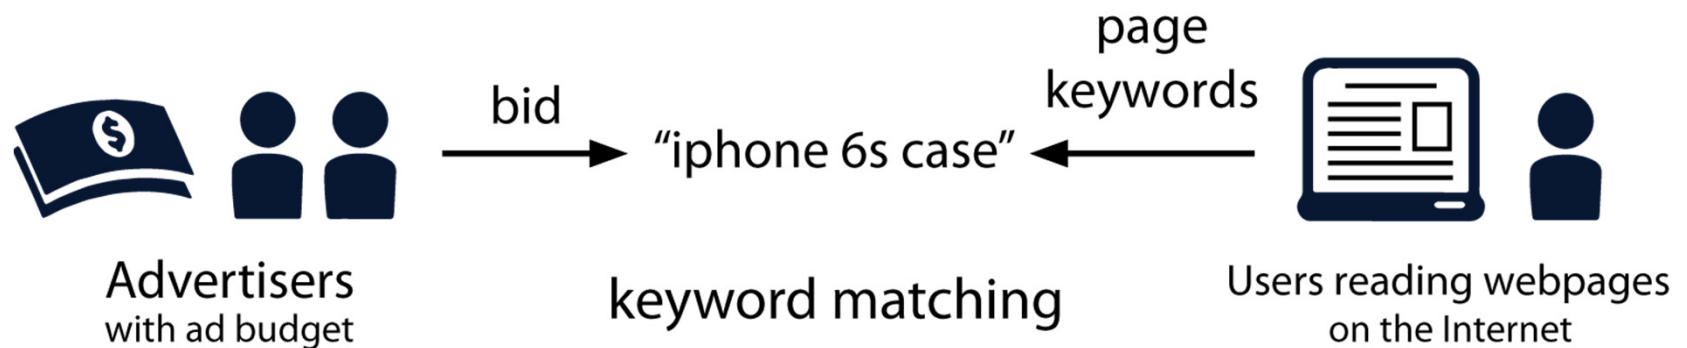 $
bid
“iphone 6s case”
page
keywords
Advertisers
with ad budget
keyword matching
Users reading webpages
on the Internet